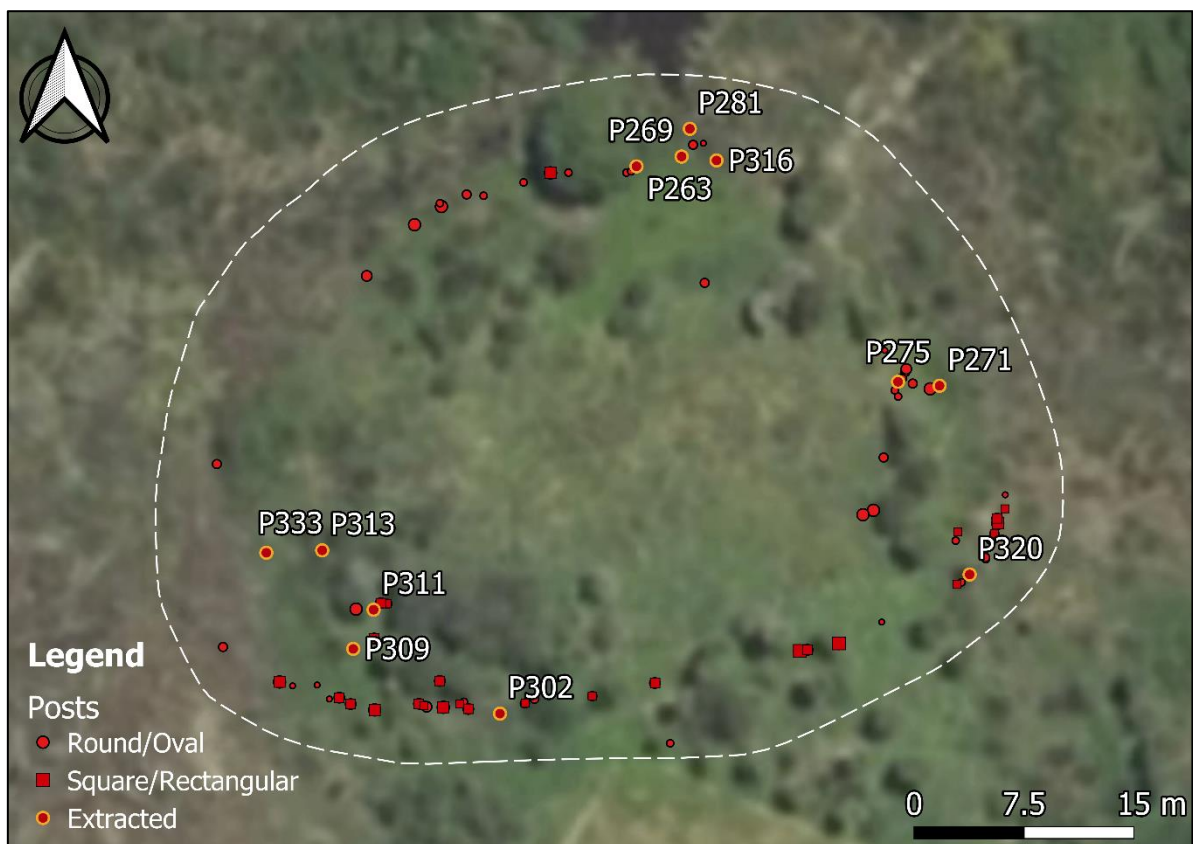 P281
P269
P316
P263
P275 P271
P333 P313
P320
P311
P309
P302
Legend
Posts
Round/Oval
Square/Rectangular
Extracted
0 7.5 15 m